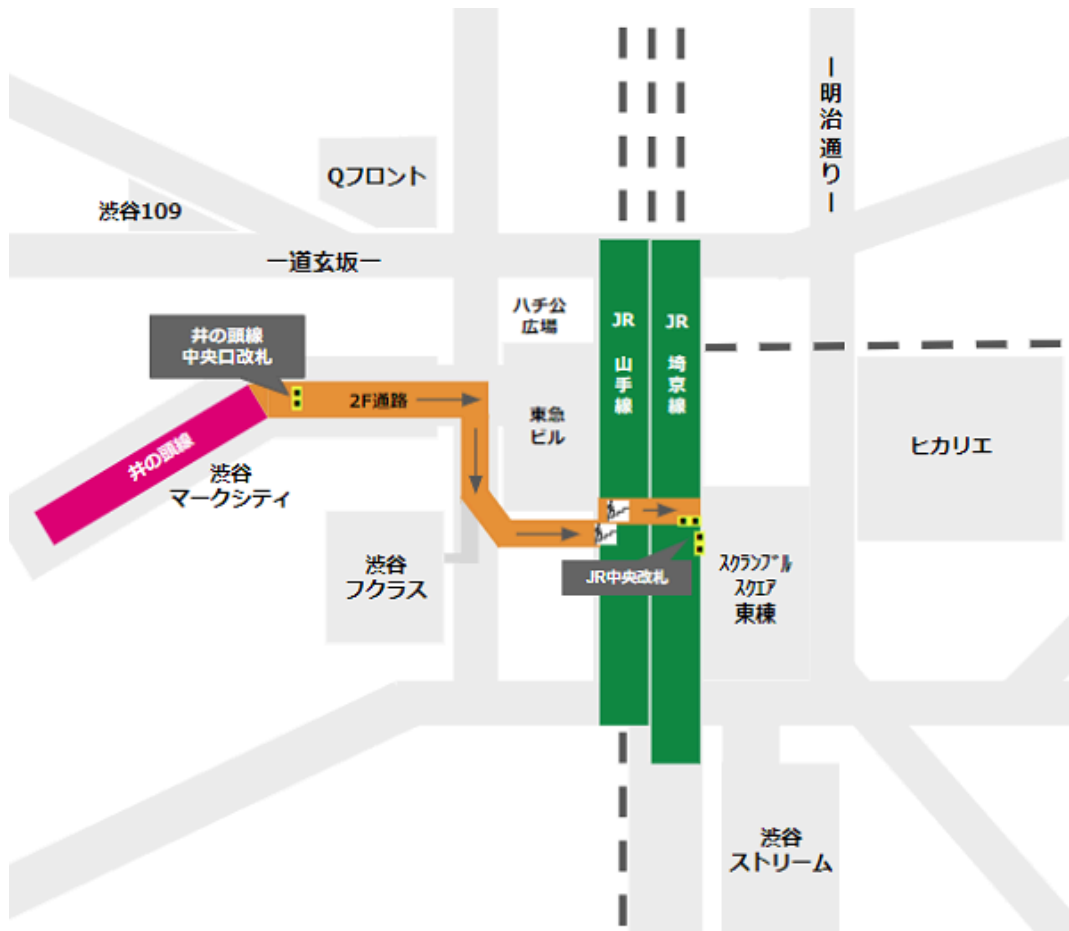 ー明治通りー
Qフロント
渋谷109
ー道玄坂ー
ハチ公
広場
JR 山手線
JR 埼京線
井の頭線
中央口改札
2F通路
東急
ビル
ヒカリエ
井の頭線
渋谷
マークシティ
渋谷
フクラス
JR中央改札
スクランブル
スクエア
東棟
渋谷
ストリーム